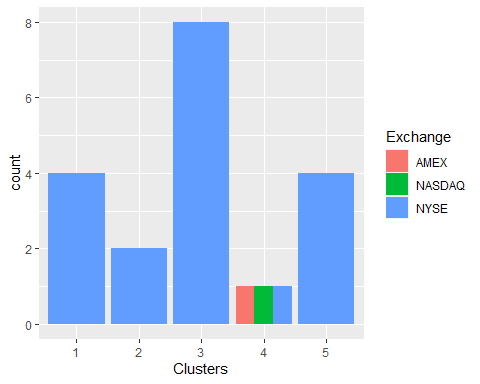 8
6
4
2
0
count
1 2 3 4 5
Clusters
Exchange
AMEX
NASDAQ
NYSE